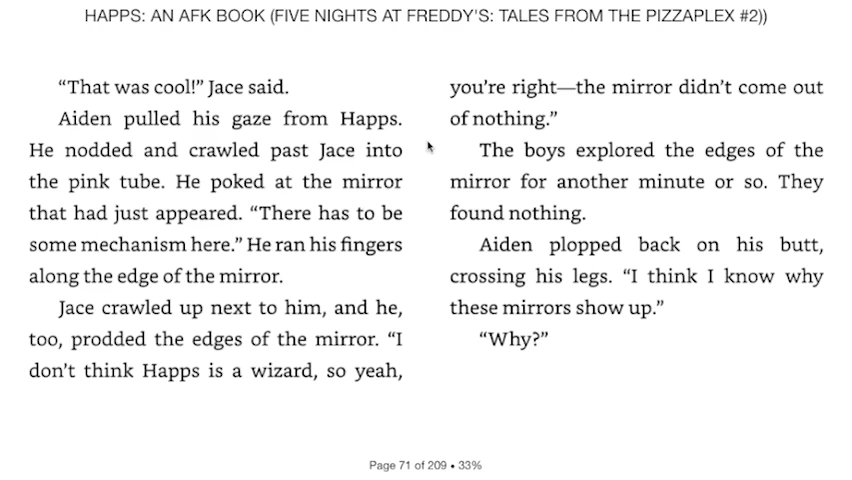 HAPPS: AN AFK BOOK (FIVE NIGHTS AT FREDDY'S: TALES FROM THE PIZZAPLEX #2))
“That was cool!” Jace said.
Aiden pulled his gaze from Happs.
He nodded and crawled past Jace into
the pink tube. He poked at the mirror
that had just appeared. “There has to be
some mechanism here.” He ran his fingers
along the edge of the mirror.
Jace crawled up next to him, and he,
too, prodded the edges of the mirror. “I
don’t think Happs is a wizard, so yeah,
you’re right—the mirror didn’t come out
of nothing.”
The boys explored the edges of the
mirror for another minute or so. They
found nothing.
Aiden plopped back on his butt,
crossing his legs. “I think I know why
these mirrors show up.”
“Why?”
Page 71 of 209 • 33%